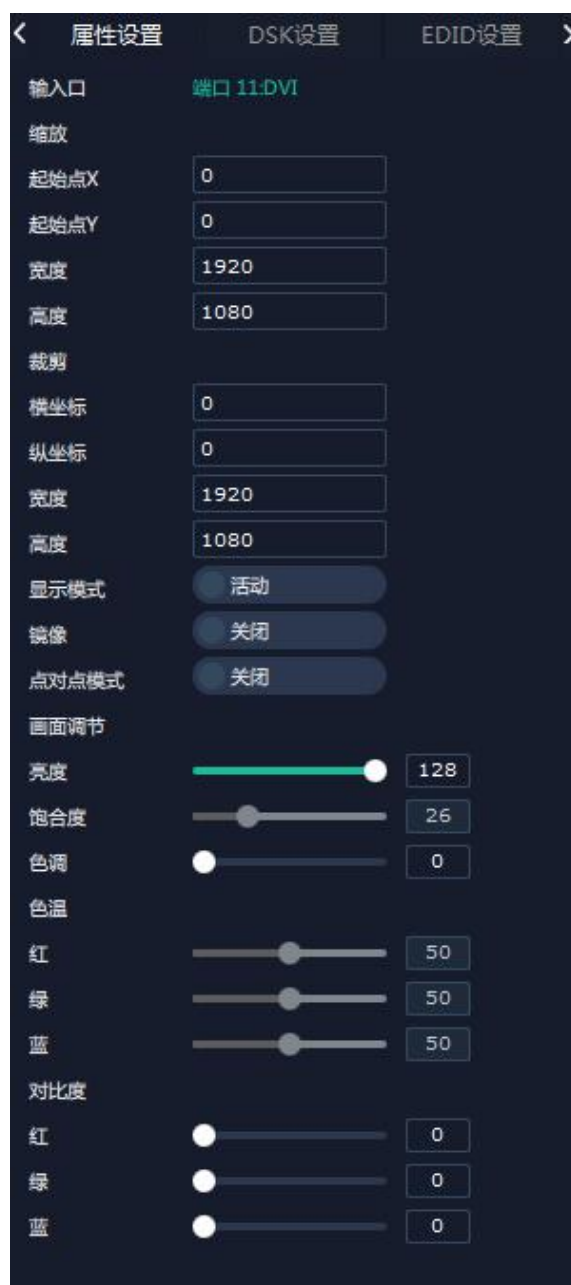 属性设置 DSK设置 EDID设置
输入口 端口 11:DVI
缩放
起始点X 0
起始点Y 0
宽度 1920
高度 1080
裁剪
横坐标 0
纵坐标 0
宽度 1920
高度 1080
显示模式 活动
镜像 关闭
点对点模式 关闭
画面调节
亮度 128
饱合度 26
色调 0
色温
红 50
绿 50
蓝 50
对比度
红 0
绿 0
蓝 0